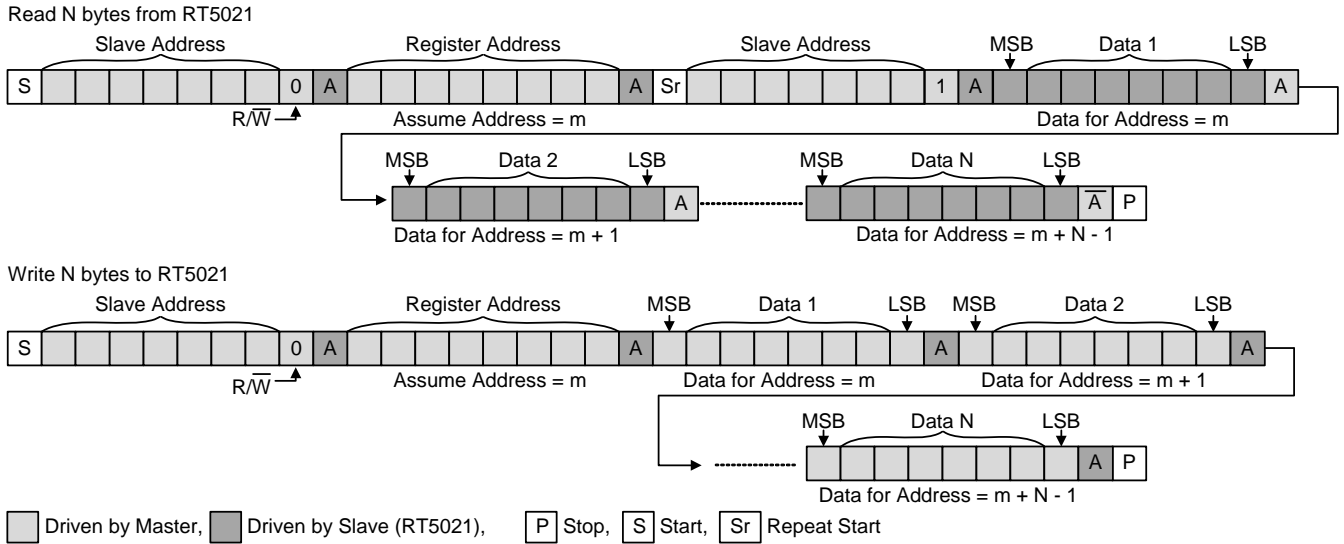 Read N bytes from RT5021
Slave Address Register Address Slave Address MSB Data 1 LSB
S 0 A A Sr 1 A A
R/W̅ Assume Address = m Data for Address = m
MSB Data 2 LSB MSB Data N LSB
A A̅ P
Data for Address = m + 1 Data for Address = m + N - 1
Write N bytes to RT5021
Slave Address Register Address MSB Data 1 LSB MSB Data 2 LSB
S 0 A A A A
R/W̅ Assume Address = m Data for Address = m Data for Address = m + 1
MSB Data N LSB
A P
Data for Address = m + N - 1
Driven by Master, Driven by Slave (RT5021), P Stop, S Start, Sr Repeat Start